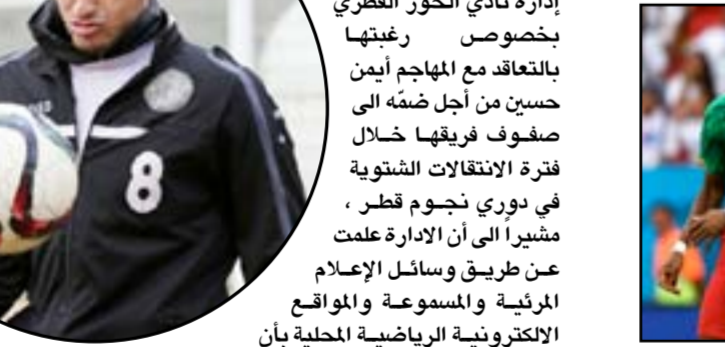 إدارة نادي الخور القطري
بخصوص رغبتها
بالتعاقد مع المهاجم أيمن
حسين من أجل ضمّه الى
صفوف فريقها خلال
فترة الانتقالات الشتوية
في دوري نجوم قطر ،
مشيراً الى أن الادارة علمت
عن طريق وسائل الإعلام
المرئية والمسموعة والمواقع
الالكترونية الرياضية المحلية بأن
8